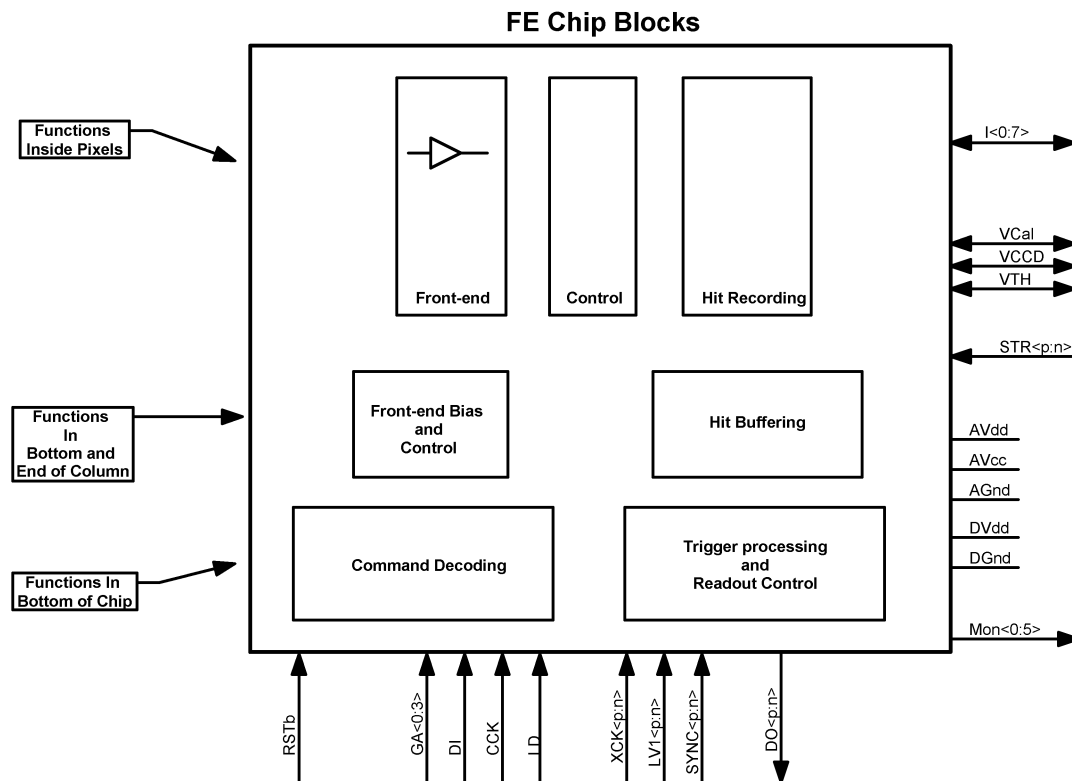 FE Chip Blocks
Functions
Inside Pixels
Front-end
Control
Hit Recording
I<0:7>
VCal
VCCD
VTH
STR<p:n>
Functions
In
Bottom and
End of Column
Front-end Bias
and
Control
Hit Buffering
AVdd
AVcc
AGnd
DVdd
DGnd
Functions In
Bottom of Chip
Command Decoding
Trigger processing
and
Readout Control
Mon<0:5>
RSTb
GA<0:3>
DI
CCK
LD
XCK<p:n>
LV1<p:n>
SYNC<p:n>
DO<p:n>